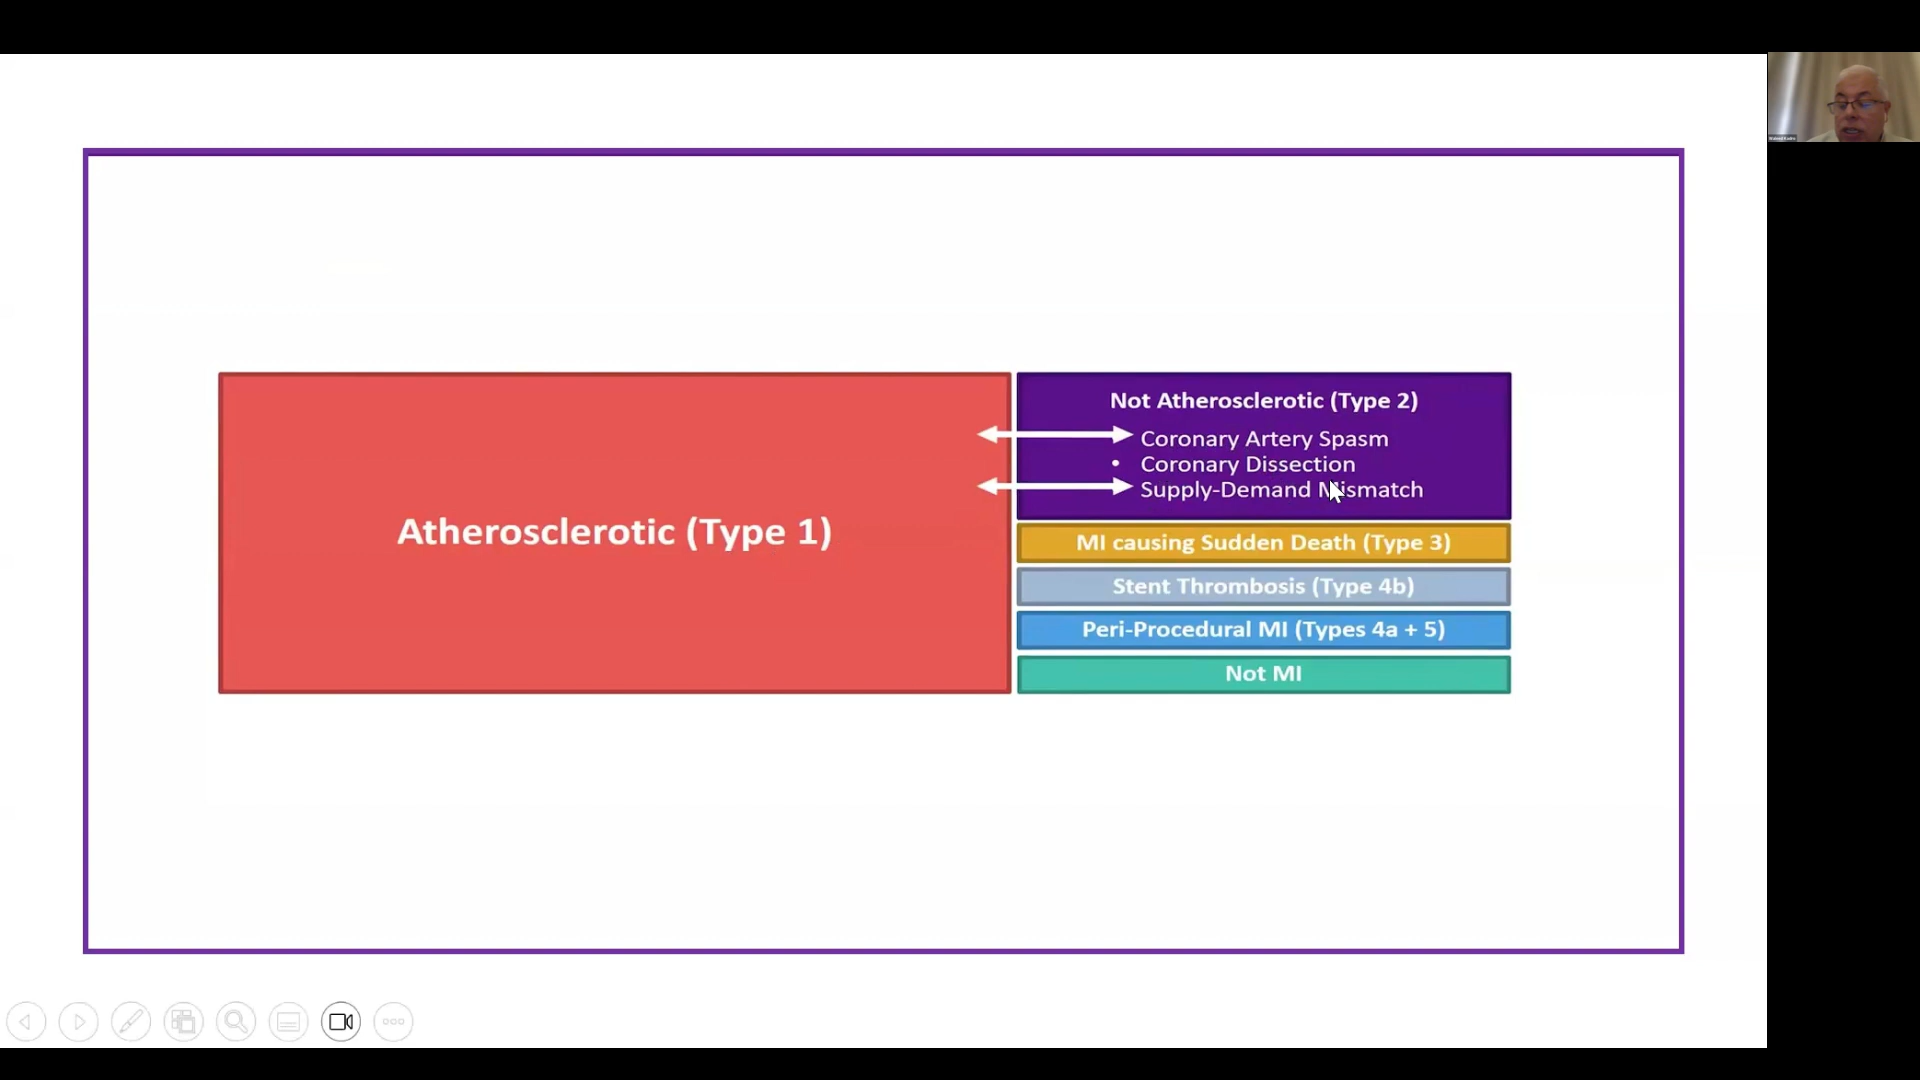 Atherosclerotic (Type 1)
Not Atherosclerotic (Type 2)
Coronary Artery Spasm
• Coronary Dissection
Supply-Demand Mismatch
MI causing Sudden Death (Type 3)
Stent Thrombosis (Type 4b)
Peri-Procedural MI (Types 4a + 5)
Not MI